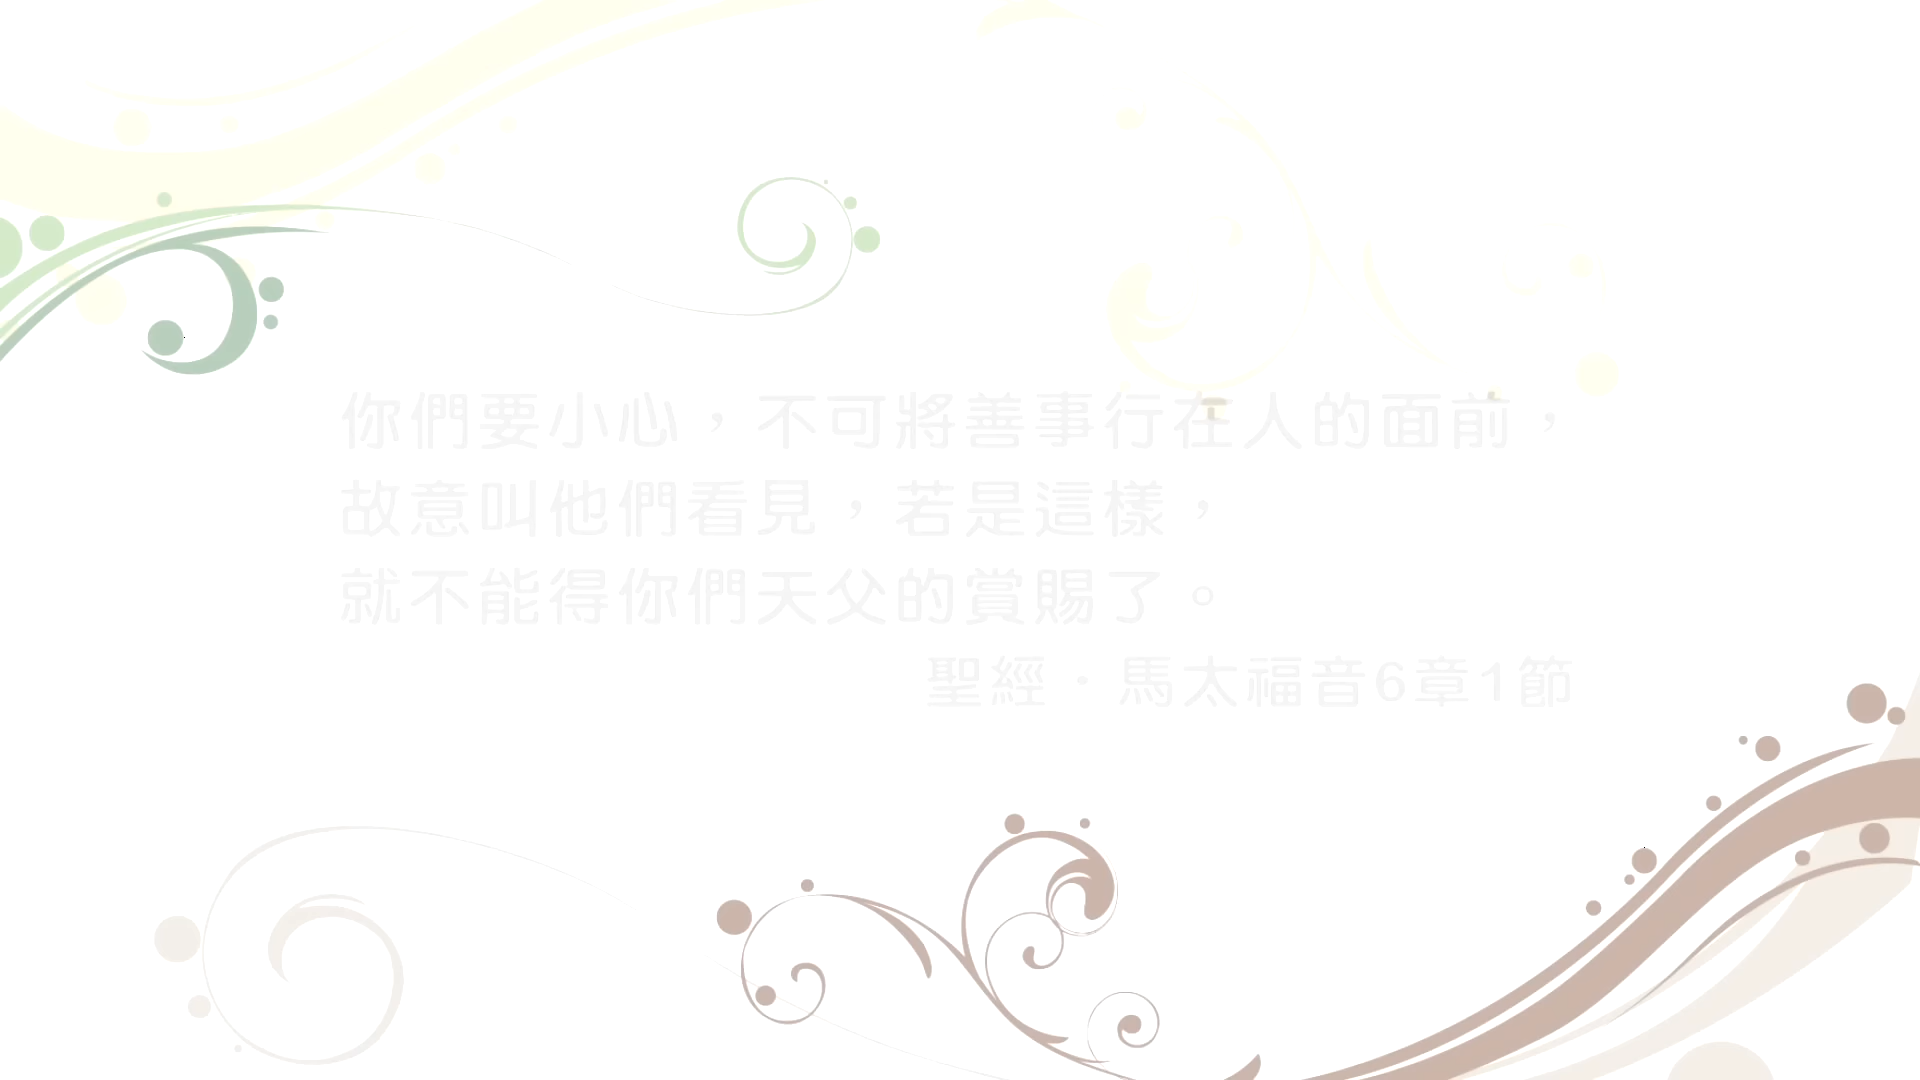 你們要小心，不可將善事行在人的面前，
故意叫他們看見，若是這樣，
就不能得你們天父的賞賜了。
聖經．馬太福音6章1節